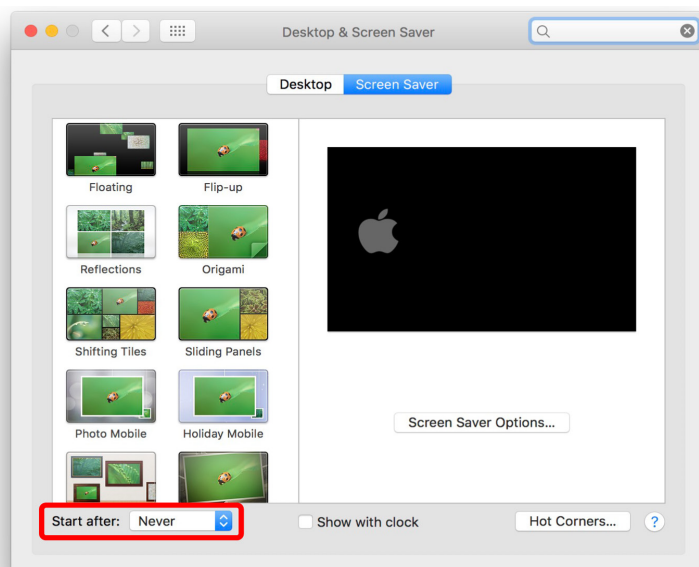 Desktop & Screen Saver
Desktop Screen Saver
Floating Flip-up
Reflections Origami
Shifting Tiles Sliding Panels
Photo Mobile Holiday Mobile
Screen Saver Options...
Start after: Never Show with clock Hot Corners... ?